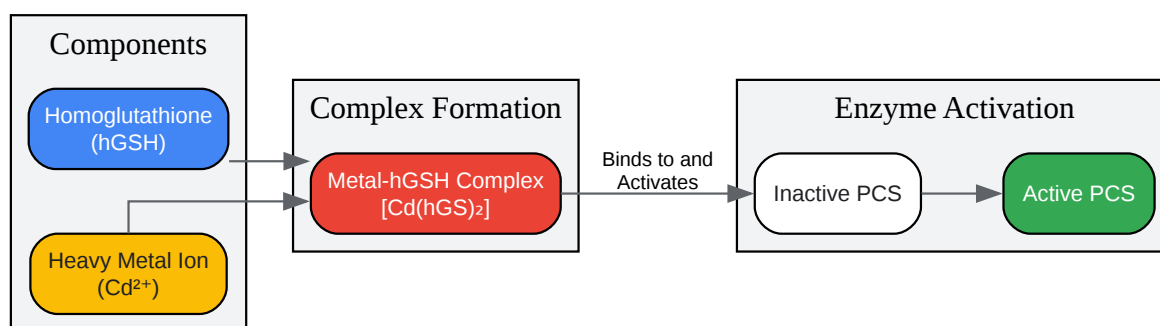 Components
Homoglutathione
(hGSH)
Heavy Metal Ion
(Cd²⁺)
Complex Formation
Metal-hGSH Complex
[Cd(hGS)₂]
Binds to and
Activates
Enzyme Activation
Inactive PCS
Active PCS